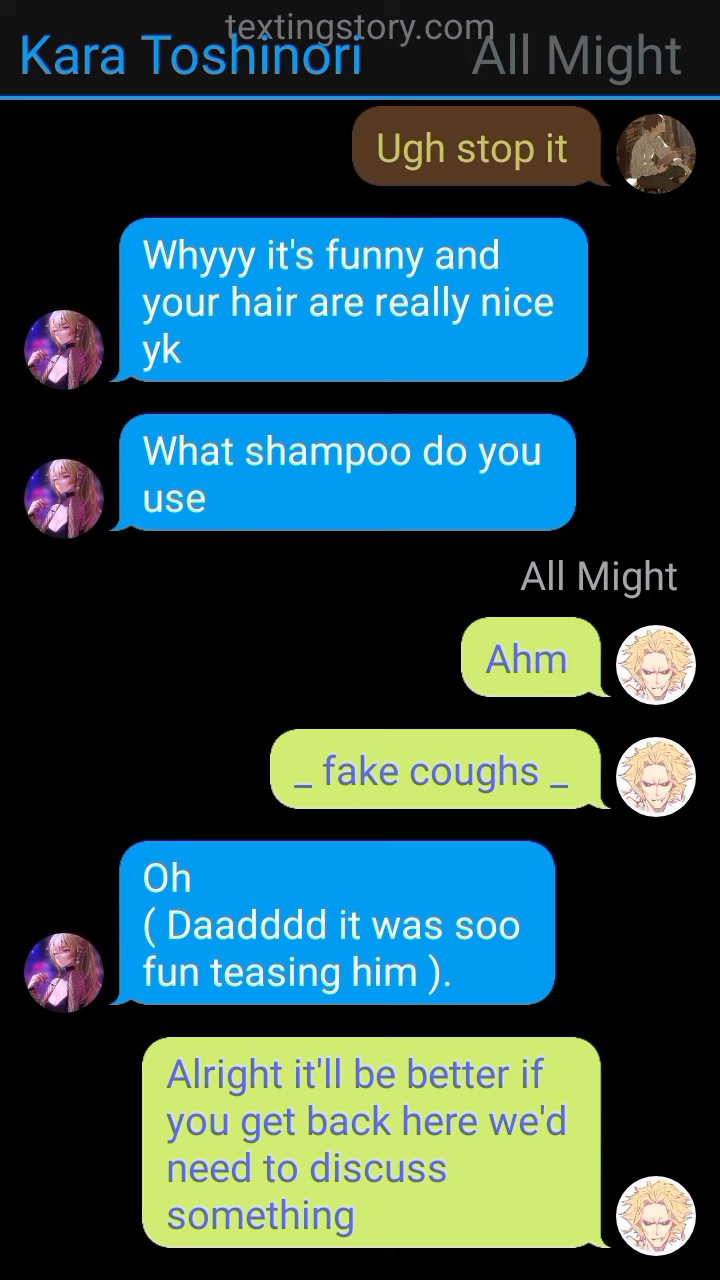 textingstory.com
Kara Toshinori All Might
Ugh stop it
Whyyy it's funny and
your hair are really nice
yk
What shampoo do you
use
All Might
Ahm
_ fake coughs _
Oh
( Daadddd it was soo
fun teasing him ).
Alright it'll be better if
you get back here we'd
need to discuss
something